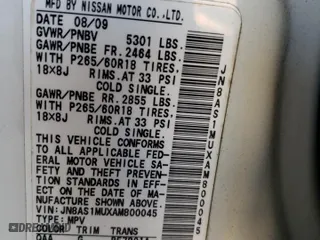 MFD BY NISSAN MOTOR CO.,LTD.
DATE 08/09
GVWR/PNBV 5301 LBS.
GAWR/PNBE FR.2464 LBS.
WITH P265/60R18 TIRES,
18×8J RIMS.AT 33 PSI
COLD SINGLE.
GAWR/PNBE RR.2855 LBS.
WITH P265/60R18 TIRES,
18×8J RIMS.AT 33 PSI
COLD SINGLE.
THIS VEHICLE CONFORMS TO
ALL APPLICABLE U.S.
FEDERAL MOTOR VEHICLE SA
FETY AND THEFT PREVENTI
ON STANDARDS IN EFF
ECT ON THE DATE OF MA
NUFACTURE SHOWN ABOVE.
VIN: JN8AS1MUXAM800045
TYPE: MPV
COLOR TRIM TRANS
QAA G
JN8AS1MUXAM800045